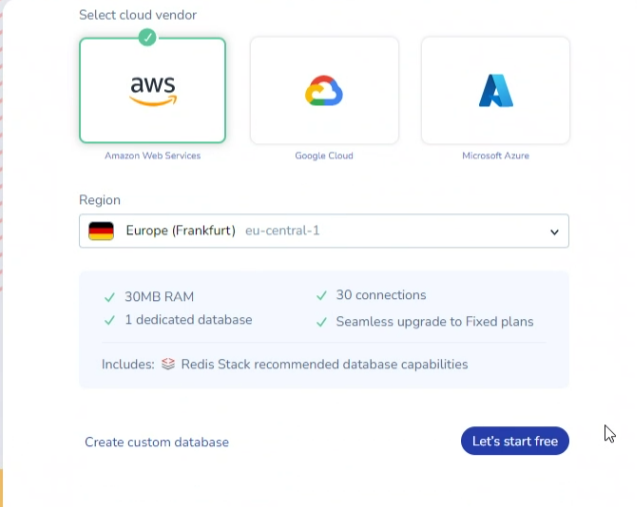 Select cloud vendor
aws
Amazon Web Services
Google Cloud
Microsoft Azure
Region
Europe (Frankfurt) eu-central-1
30MB RAM
30 connections
1 dedicated database
Seamless upgrade to Fixed plans
Includes: Redis Stack recommended database capabilities
Create custom database
Let's start free